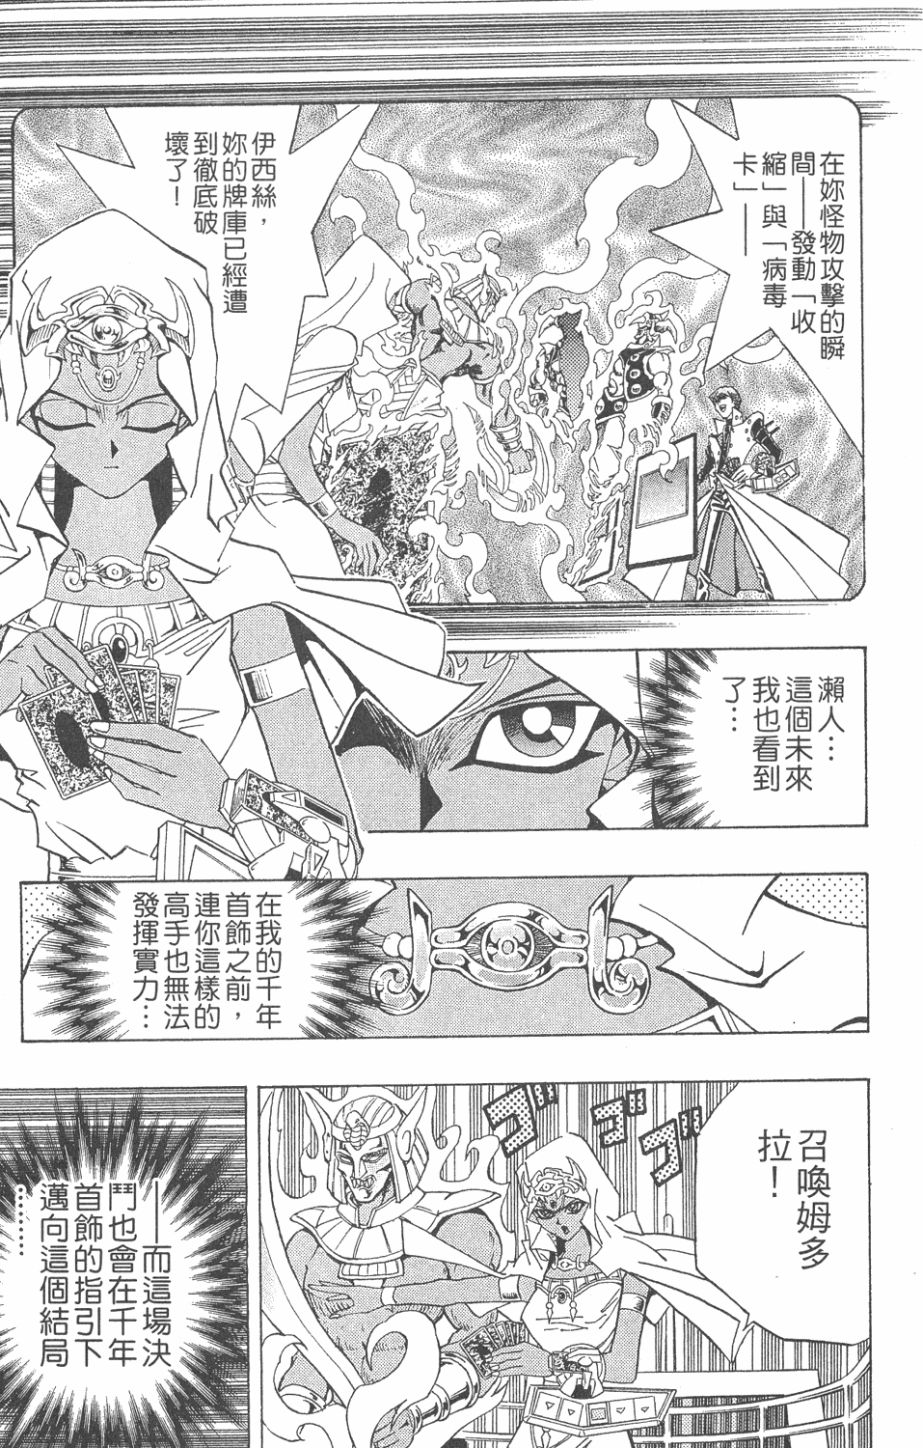 在妳怪物攻擊的瞬
間——發動「收
縮」與「病毒
卡」——
伊西絲，
妳的牌庫已經遭
到徹底破
壞了！
瀨人…
這個未來
我也看到
了…
在我的千年
首飾之前，
連你這樣的
高手也無法
發揮實力…
召喚姆多
拉！
ゴゴゴゴ
——而這場決
鬥也會在千年
首飾的指引下
邁向這個結局
………